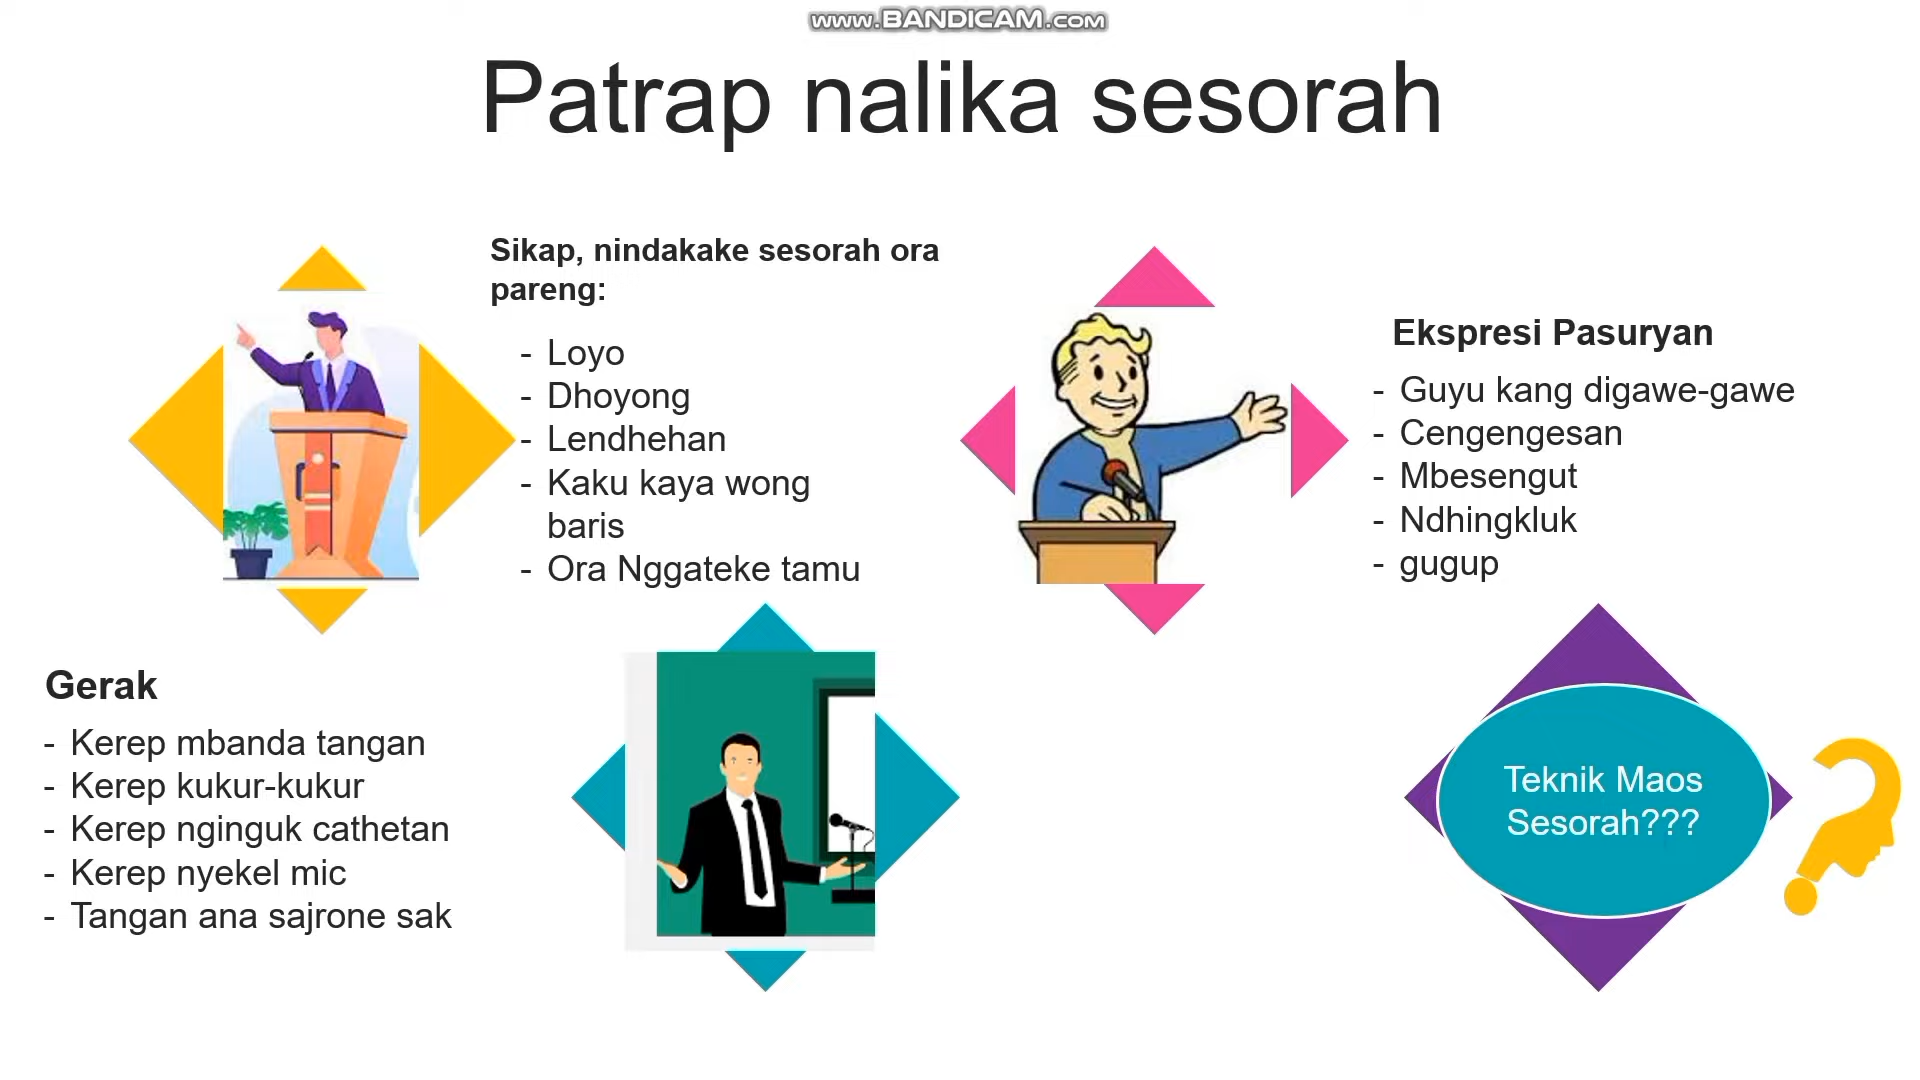 www.BANDICAM.com
Patrap nalika sesorah
Sikap, nindakake sesorah ora
pareng:
- Loyo
- Dhoyong
- Lendhehan
- Kaku kaya wong
baris
- Ora Nggateke tamu
Ekspresi Pasuryan
- Guyu kang digawe-gawe
- Cengengesan
- Mbesengut
- Ndhingkluk
- gugup
Gerak
- Kerep mbanda tangan
- Kerep kukur-kukur
- Kerep nginguk cathetan
- Kerep nyekel mic
- Tangan ana sajrone sak
Teknik Maos
Sesorah???